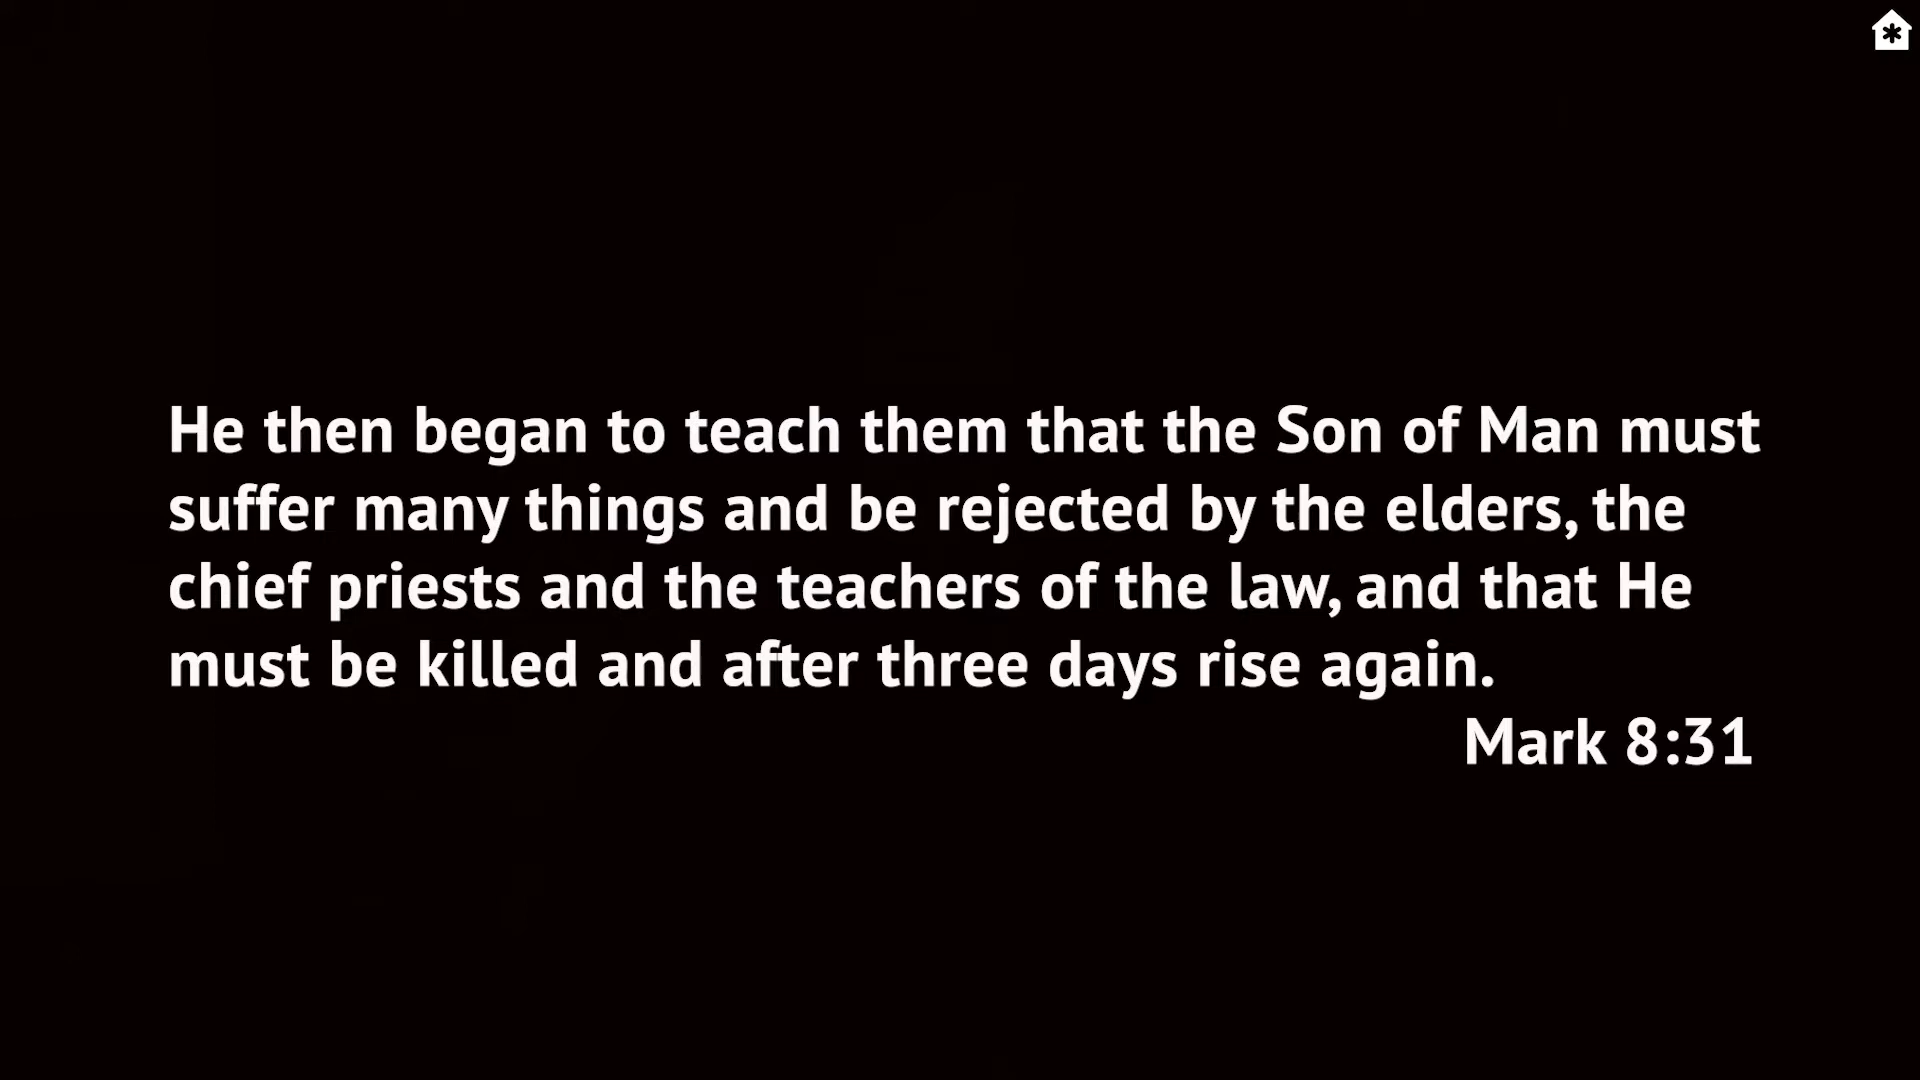 He then began to teach them that the Son of Man must
suffer many things and be rejected by the elders, the
chief priests and the teachers of the law, and that He
must be killed and after three days rise again.
Mark 8:31